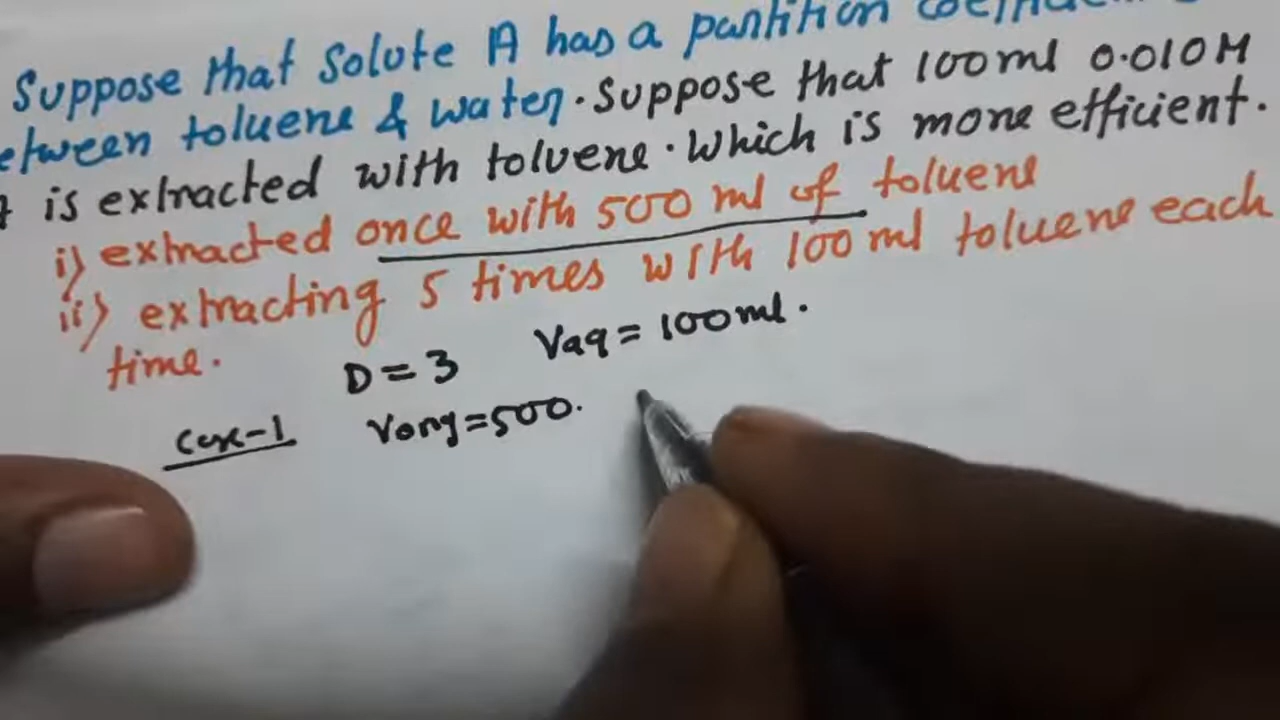 Suppose that Solute A has a partition
between toluene & water. Suppose that 100ml 0.010M
A is extracted with toluene. Which is more efficient.
i) extracted once with 500 ml of toluene
ii) extracting 5 times with 100 ml toluene each
time.
D = 3 Vaq = 100ml.
Case-1 Vorg = 500.